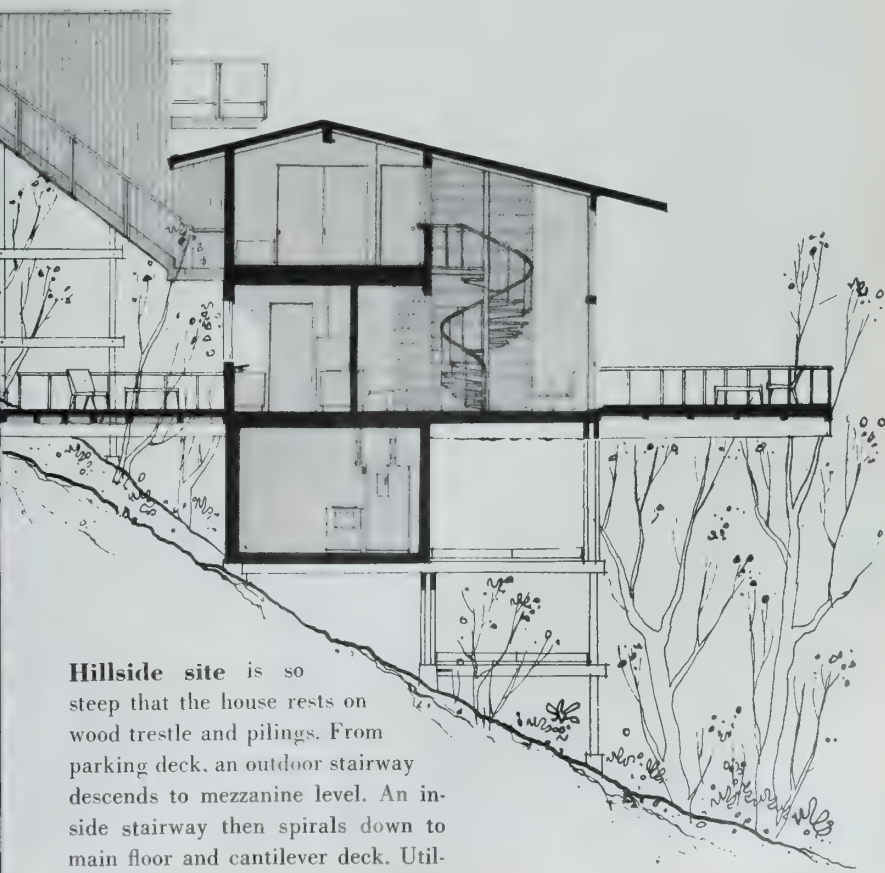 Hillside site is so
steep that the house rests on
wood trestle and pilings. From
parking deck, an outdoor stairway
descends to mezzanine level. An in-
side stairway then spirals down to
main floor and cantilever deck. Util-